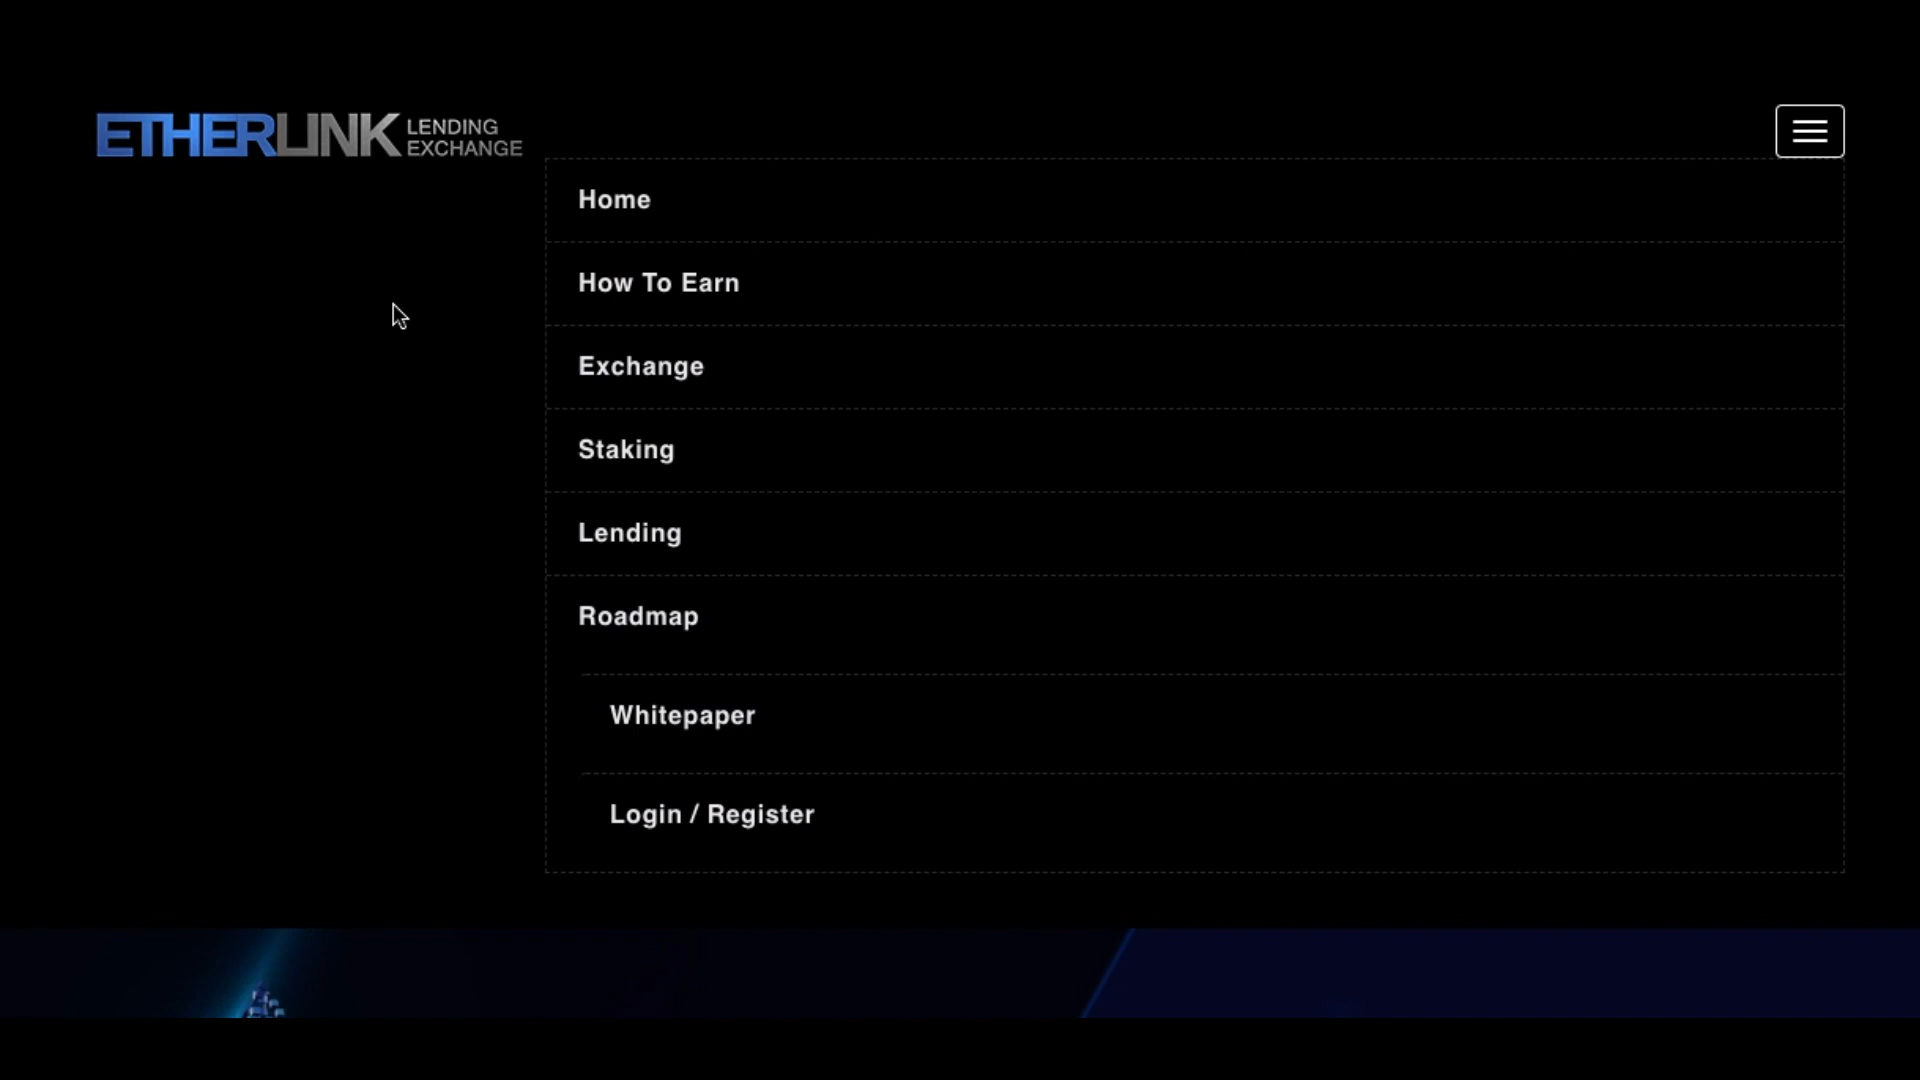 ETHERLINK LENDING EXCHANGE
Home
How To Earn
Exchange
Staking
Lending
Roadmap
Whitepaper
Login / Register